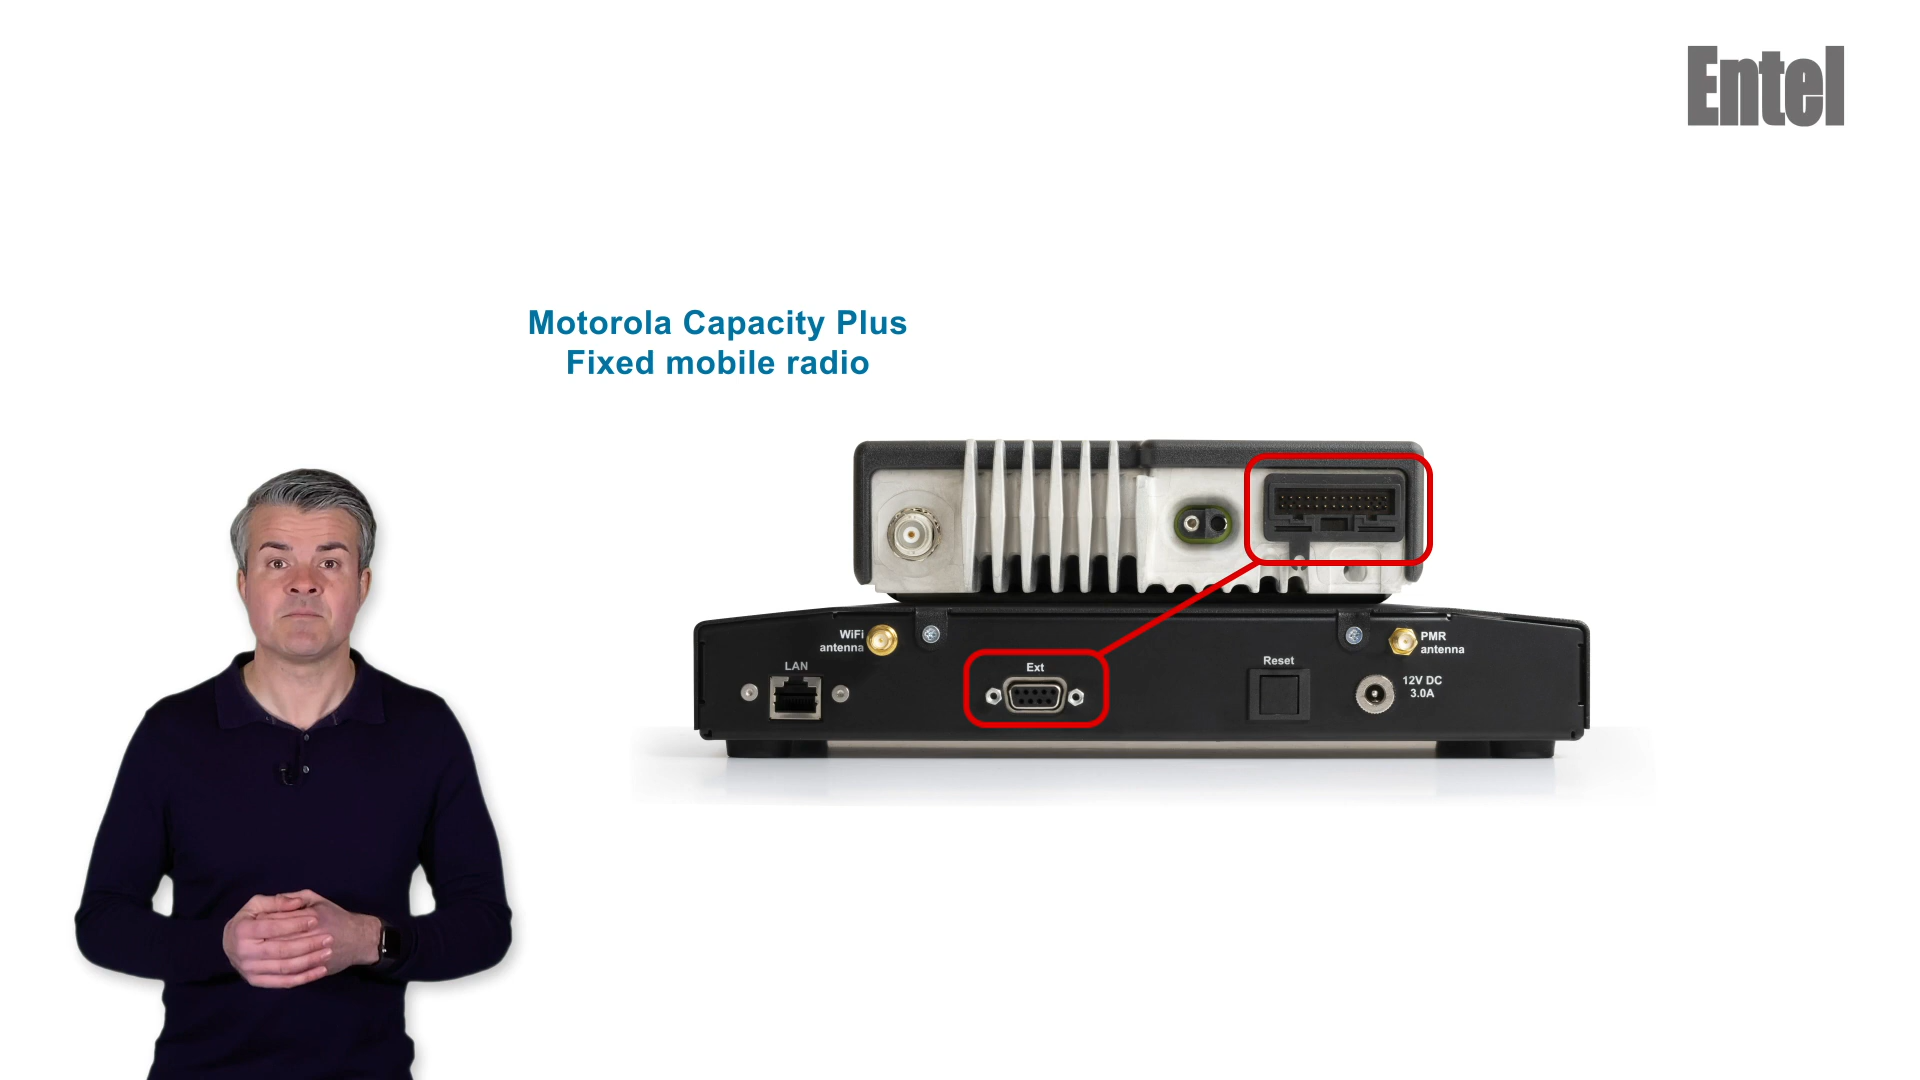 Entel
Motorola Capacity Plus
Fixed mobile radio
WiFi
antenna
PMR
antenna
LAN
Ext
Reset
12V DC
3.0A